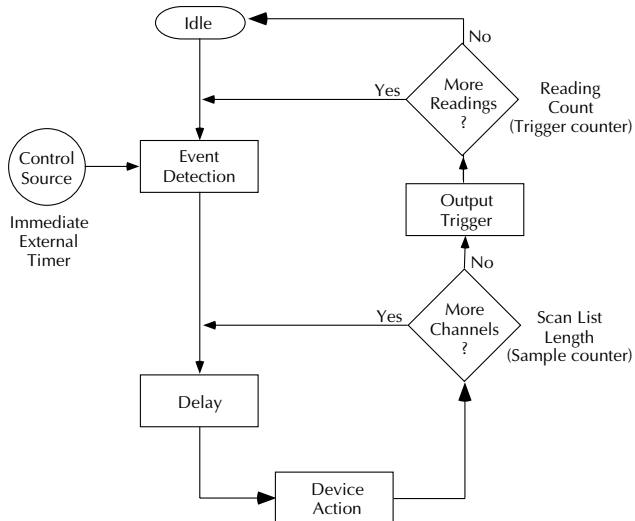 Idle
No
More
Readings
?
Yes
Reading
Count
(Trigger counter)
Control
Source
Event
Detection
Immediate
External
Timer
Output
Trigger
No
More
Channels
?
Yes
Scan List
Length
(Sample counter)
Delay
Device
Action